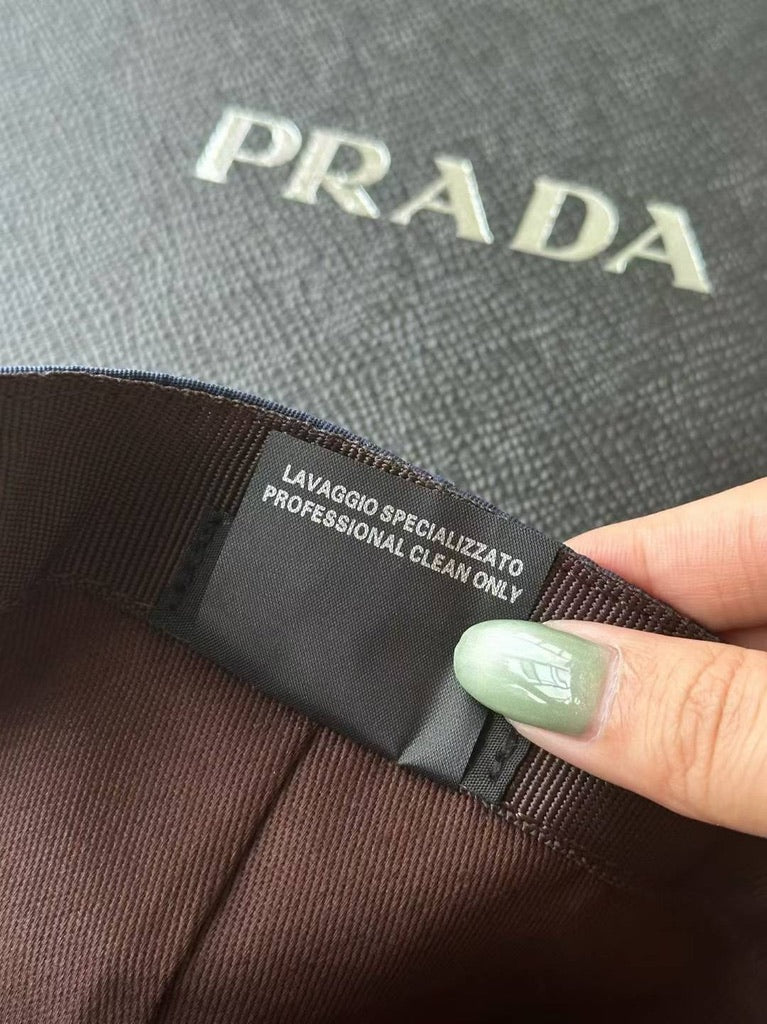 PRADA
LAVAGGIO SPECIALIZZATO
PROFESSIONAL CLEAN ONLY